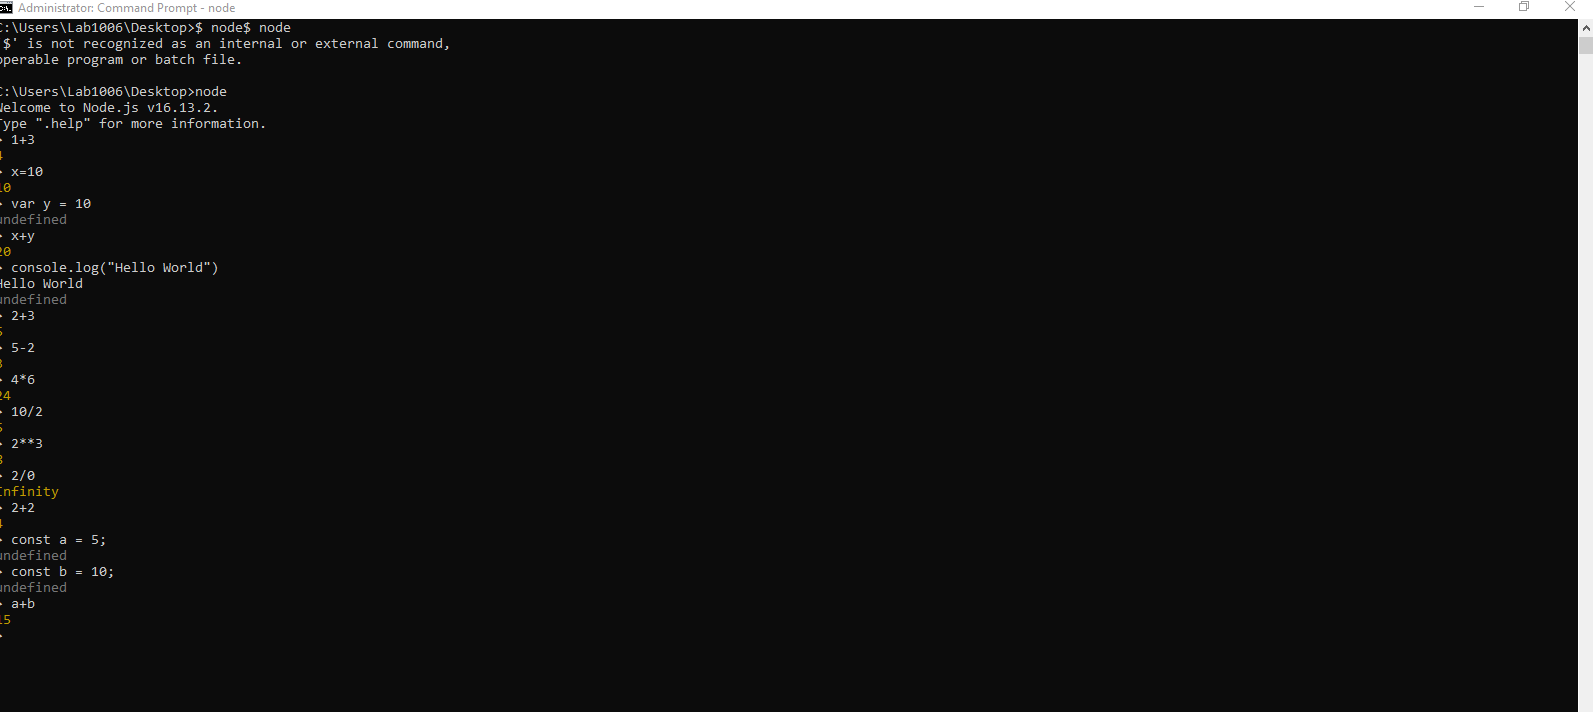 Administrator: Command Prompt - node
C:\Users\Lab1006\Desktop>$ node$ node
'$' is not recognized as an internal or external command,
operable program or batch file.
C:\Users\Lab1006\Desktop>node
Welcome to Node.js v16.13.2.
Type ".help" for more information.
> 1+3
4
> x=10
10
> var y = 10
undefined
> x+y
20
> console.log("Hello World")
Hello World
undefined
> 2+3
5
> 5-2
3
> 4*6
24
> 10/2
5
> 2**3
8
> 2/0
Infinity
> 2+2
4
> const a = 5;
undefined
> const b = 10;
undefined
> a+b
15
>